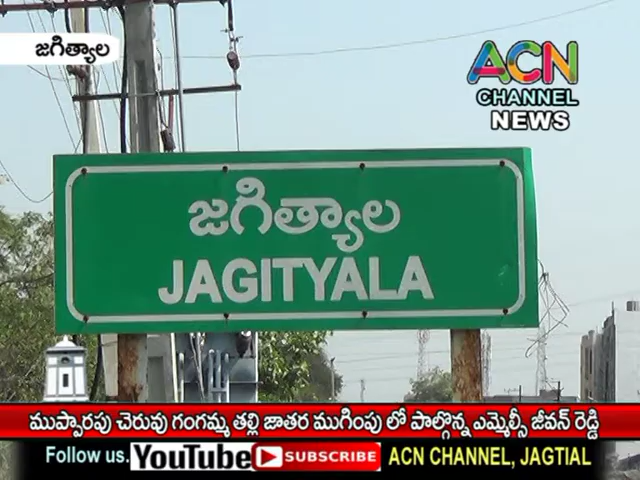 జగిత్యాల
ACN
CHANNEL
NEWS
జగిత్యాల
JAGITYALA
ముప్పారపు చెరువు గంగమ్మ తల్లి జాతర ముగింపు లో పాల్గొన్న ఎమ్మెల్సీ జీవన్ రెడ్డి
Follow us. YouTube SUBSCRIBE ACN CHANNEL, JAGTIAL